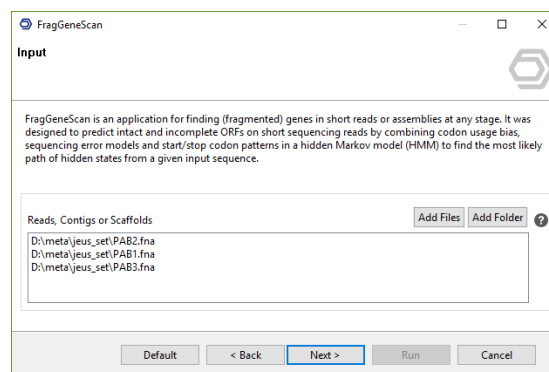 FragGeneScan
Input
FragGeneScan is an application for finding (fragmented) genes in short reads or assemblies at any stage. It was
designed to predict intact and incomplete ORFs on short sequencing reads by combining codon usage bias,
sequencing error models and start/stop codon patterns in a hidden Markov model (HMM) to find the most likely
path of hidden states from a given input sequence.
Reads, Contigs or Scaffolds
Add Files Add Folder ?
D:\meta\jeus_set\PAB2.fna
D:\meta\jeus_set\PAB1.fna
D:\meta\jeus_set\PAB3.fna
Default < Back Next > Run Cancel